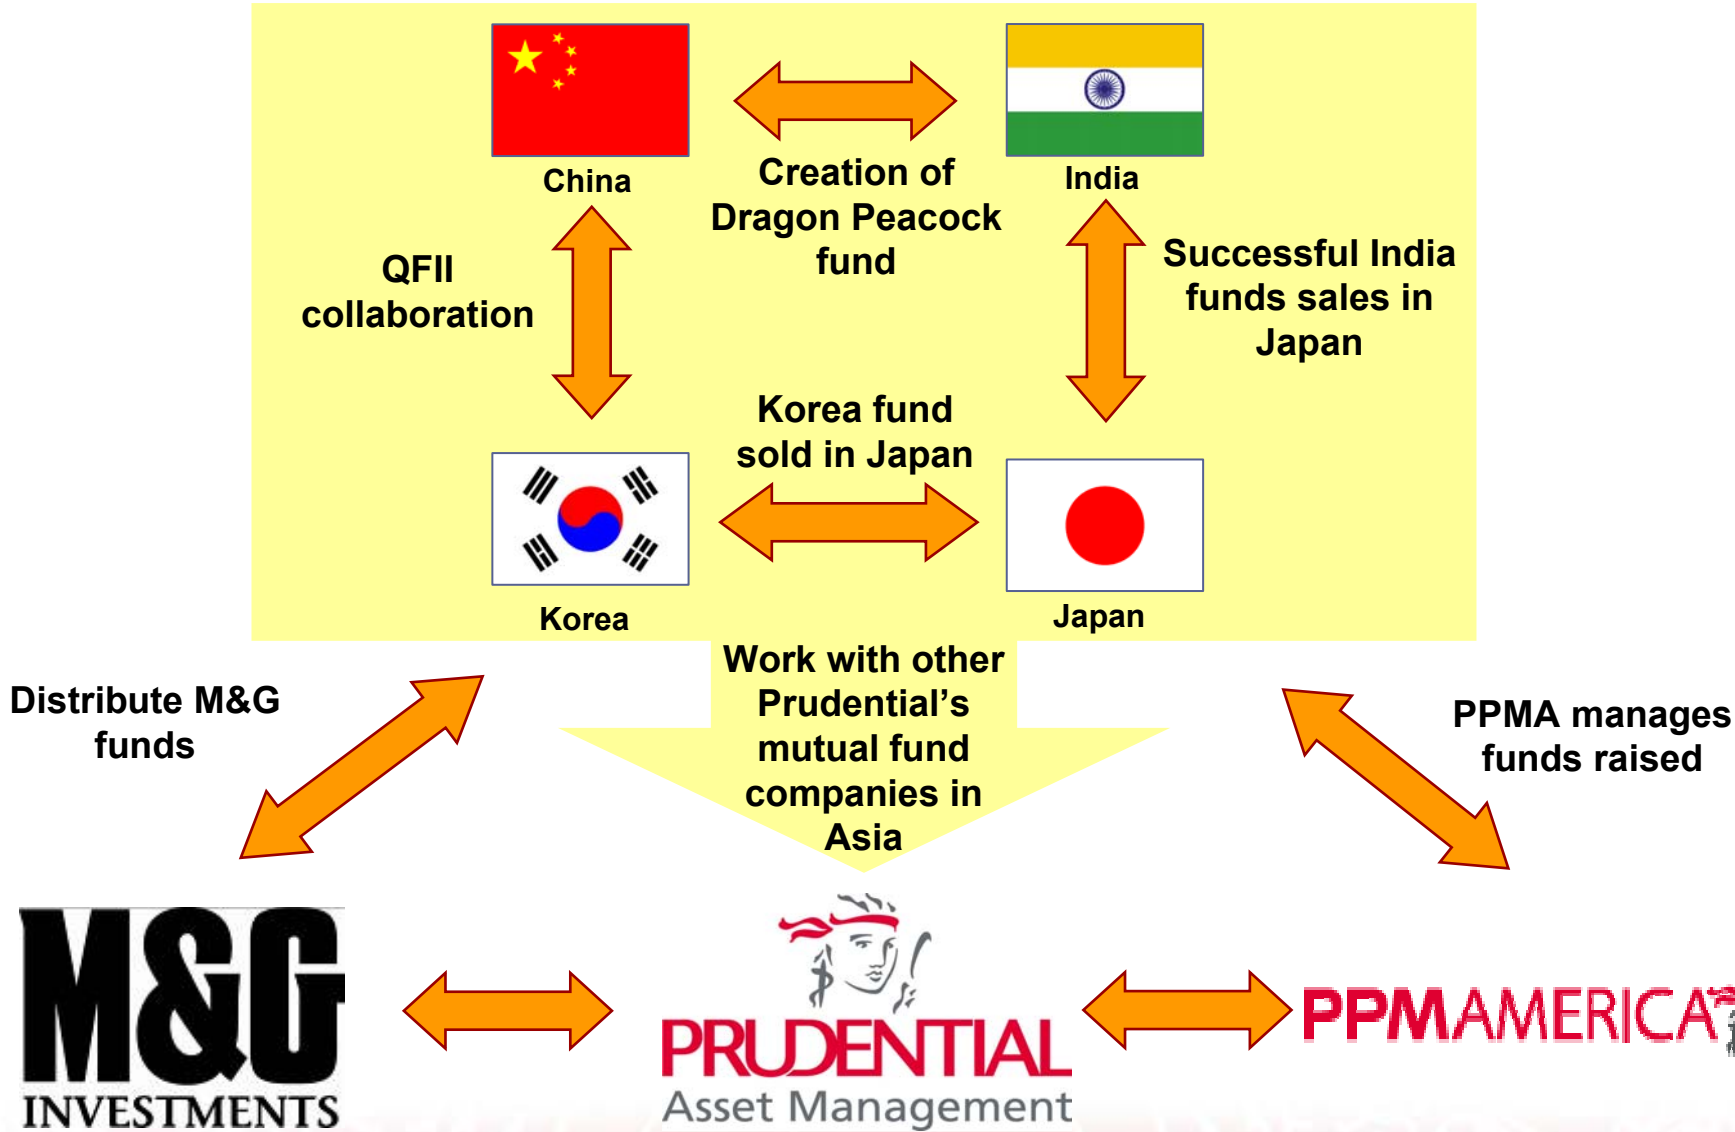 China
Creation of
Dragon Peacock
fund
India
QFII
collaboration
Successful India
funds sales in
Japan
Korea fund
sold in Japan
Korea
Japan
Work with other
Prudential’s
mutual fund
companies in
Asia
Distribute M&G
funds
PPMA manages
funds raised
M&G
INVESTMENTS
PRUDENTIAL
Asset Management
PPMAMERICA